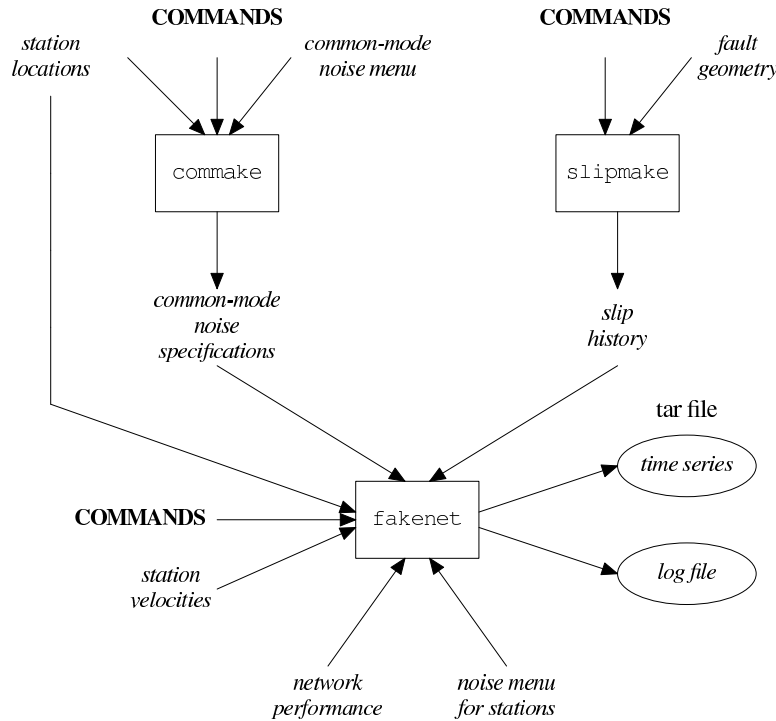 COMMANDS
COMMANDS
station
locations
common-mode
noise menu
fault
geometry
commake
slipmake
common-mode
noise
specifications
slip
history
tar file
time series
COMMANDS
fakenet
station
velocities
log file
network
performance
noise menu
for stations